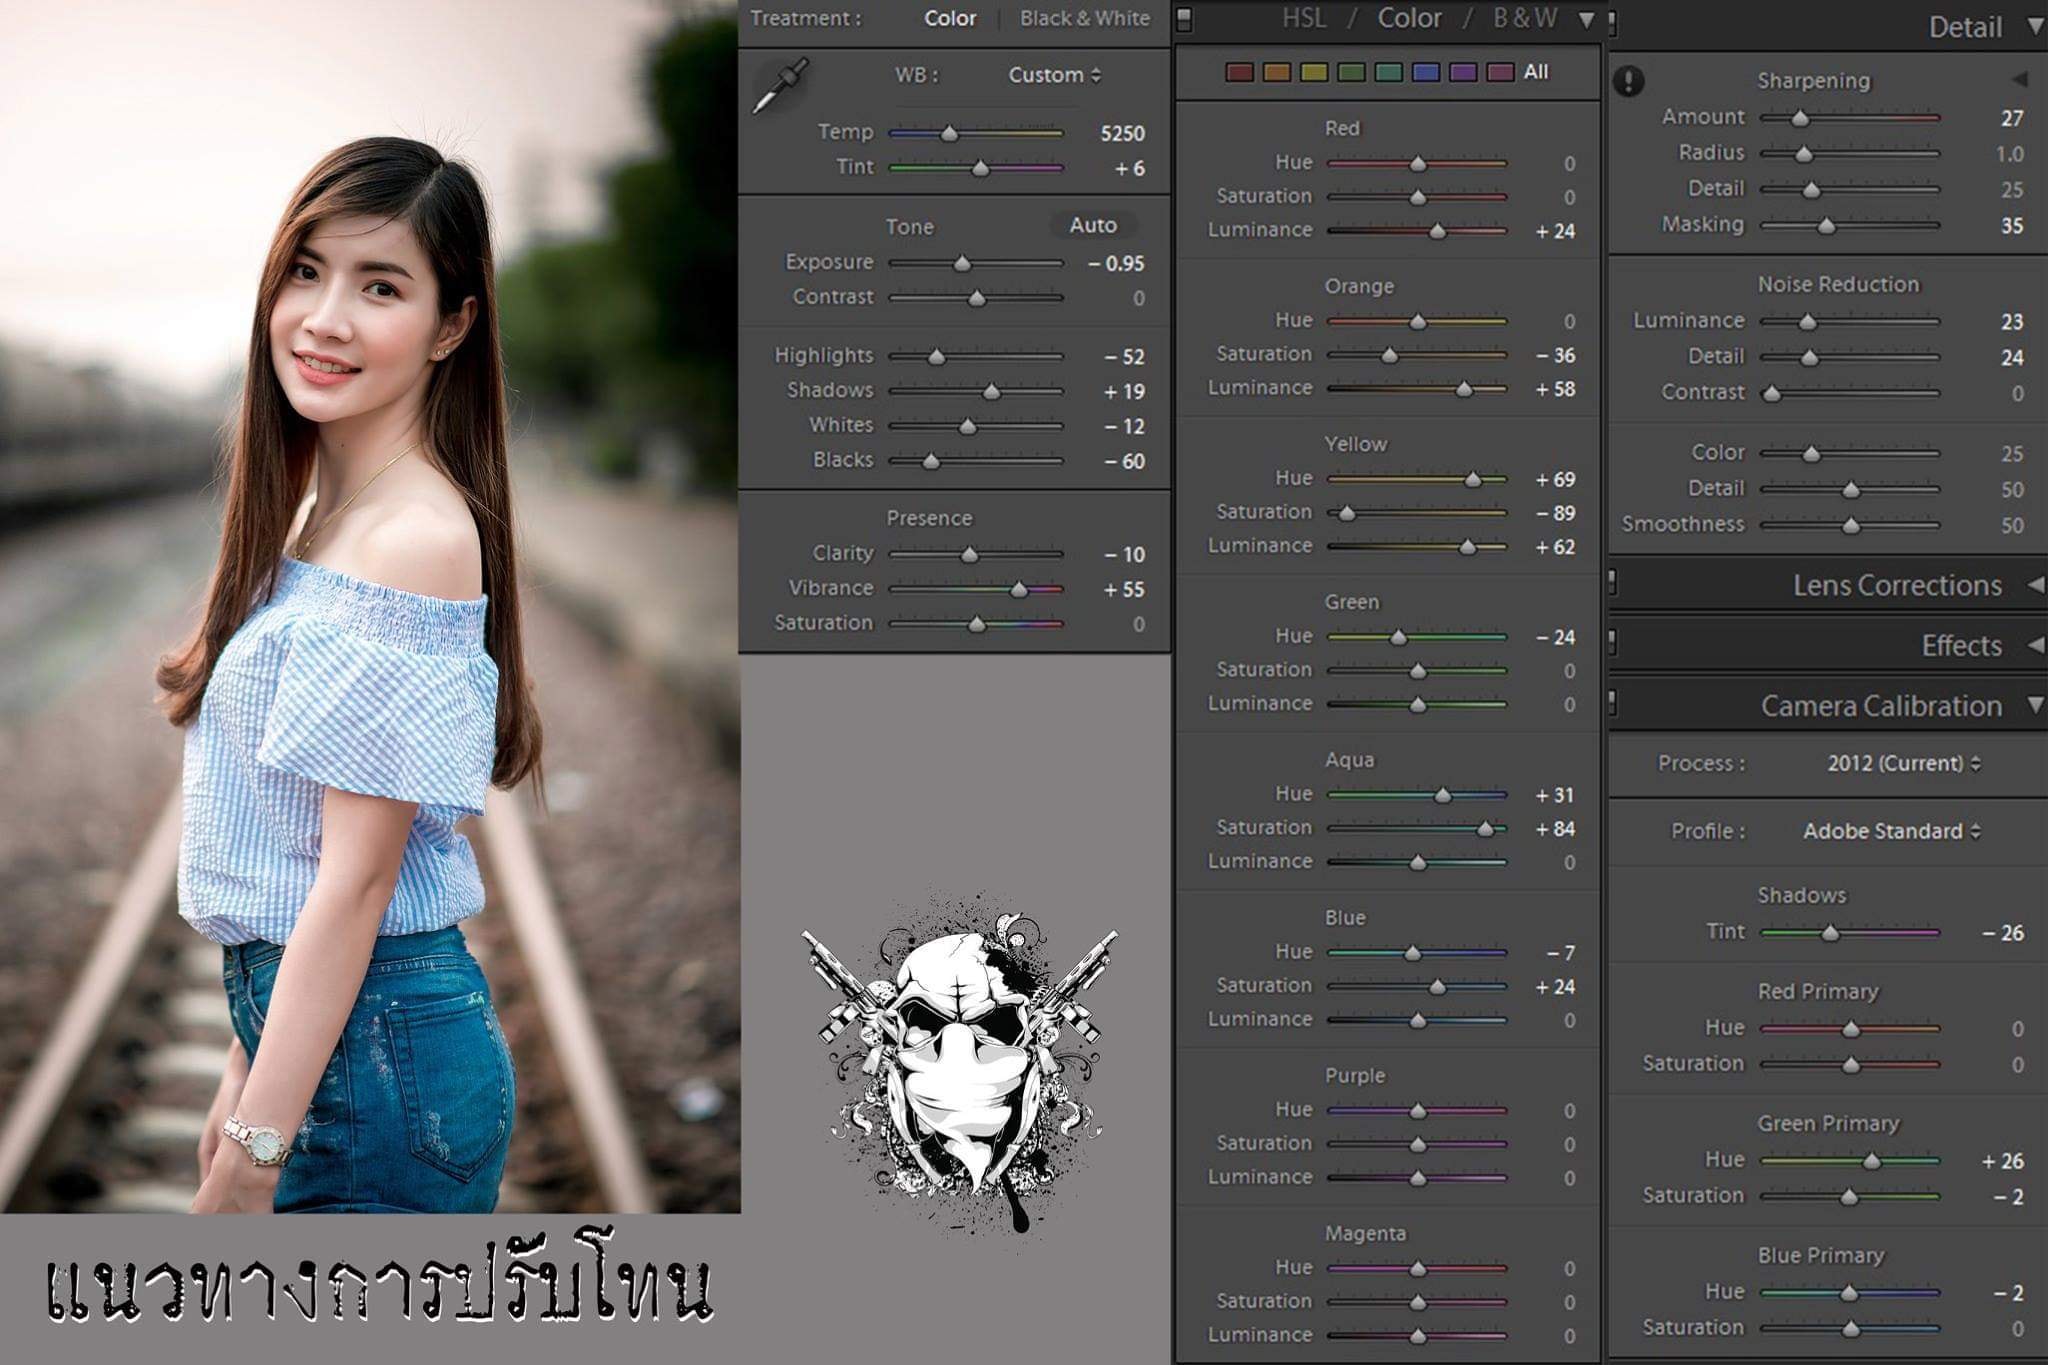 Treatment : Color | Black & White
WB : Custom
Temp 5250
Tint + 6
Tone Auto
Exposure − 0.95
Contrast 0
Highlights − 52
Shadows + 19
Whites − 12
Blacks − 60
Presence
Clarity − 10
Vibrance + 55
Saturation 0
HSL / Color / B & W
All
Red
Hue 0
Saturation 0
Luminance + 24
Orange
Hue 0
Saturation − 36
Luminance + 58
Yellow
Hue + 69
Saturation − 89
Luminance + 62
Green
Hue − 24
Saturation 0
Luminance 0
Aqua
Hue + 31
Saturation + 84
Luminance 0
Blue
Hue − 7
Saturation + 24
Luminance 0
Purple
Hue 0
Saturation 0
Luminance 0
Magenta
Hue 0
Saturation 0
Luminance 0
Detail
Sharpening
Amount 27
Radius 1.0
Detail 25
Masking 35
Noise Reduction
Luminance 23
Detail 24
Contrast 0
Color 25
Detail 50
Smoothness 50
Lens Corrections
Effects
Camera Calibration
Process : 2012 (Current)
Profile : Adobe Standard
Shadows
Tint − 26
Red Primary
Hue 0
Saturation 0
Green Primary
Hue + 26
Saturation − 2
Blue Primary
Hue − 2
Saturation 0
แนวทางการปรับโทน